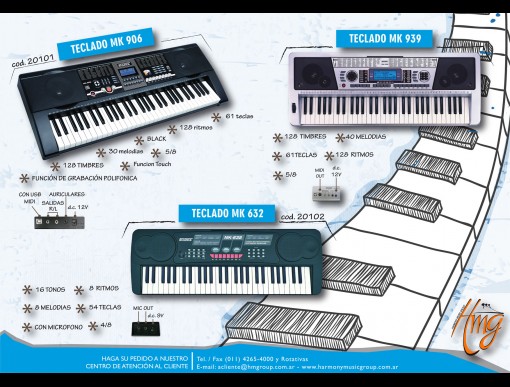 TECLADO MK 906
cod. 20101
61 teclas
128 ritmos
BLACK
30 melodias
5/8
128 TIMBRES
Funcion Touch
FUNCIÓN DE GRABACIÓN POLIFONICA
CON USB
MIDI
SALIDAS
R/L
AURICULARES
d.c. 12V
TECLADO MK 939
128 TIMBRES
40 MELODIAS
61 TECLAS
128 RITMOS
5/8
MIDI
OUT
d.c.
12V
TECLADO MK 632
cod. 20102
16 TONOS
8 RITMOS
8 MELODIAS
54 TECLAS
CON MICROFONO
4/8
MIC OUT
d.c. 9V
Hmg
HAGA SU PEDIDO A NUESTRO
CENTRO DE ATENCIÓN AL CLIENTE
Tel. / Fax (011) 4265-4000 y Rotativas
E-mail: acliente@hmgroup.com.ar - www.harmonymusicgroup.com.ar